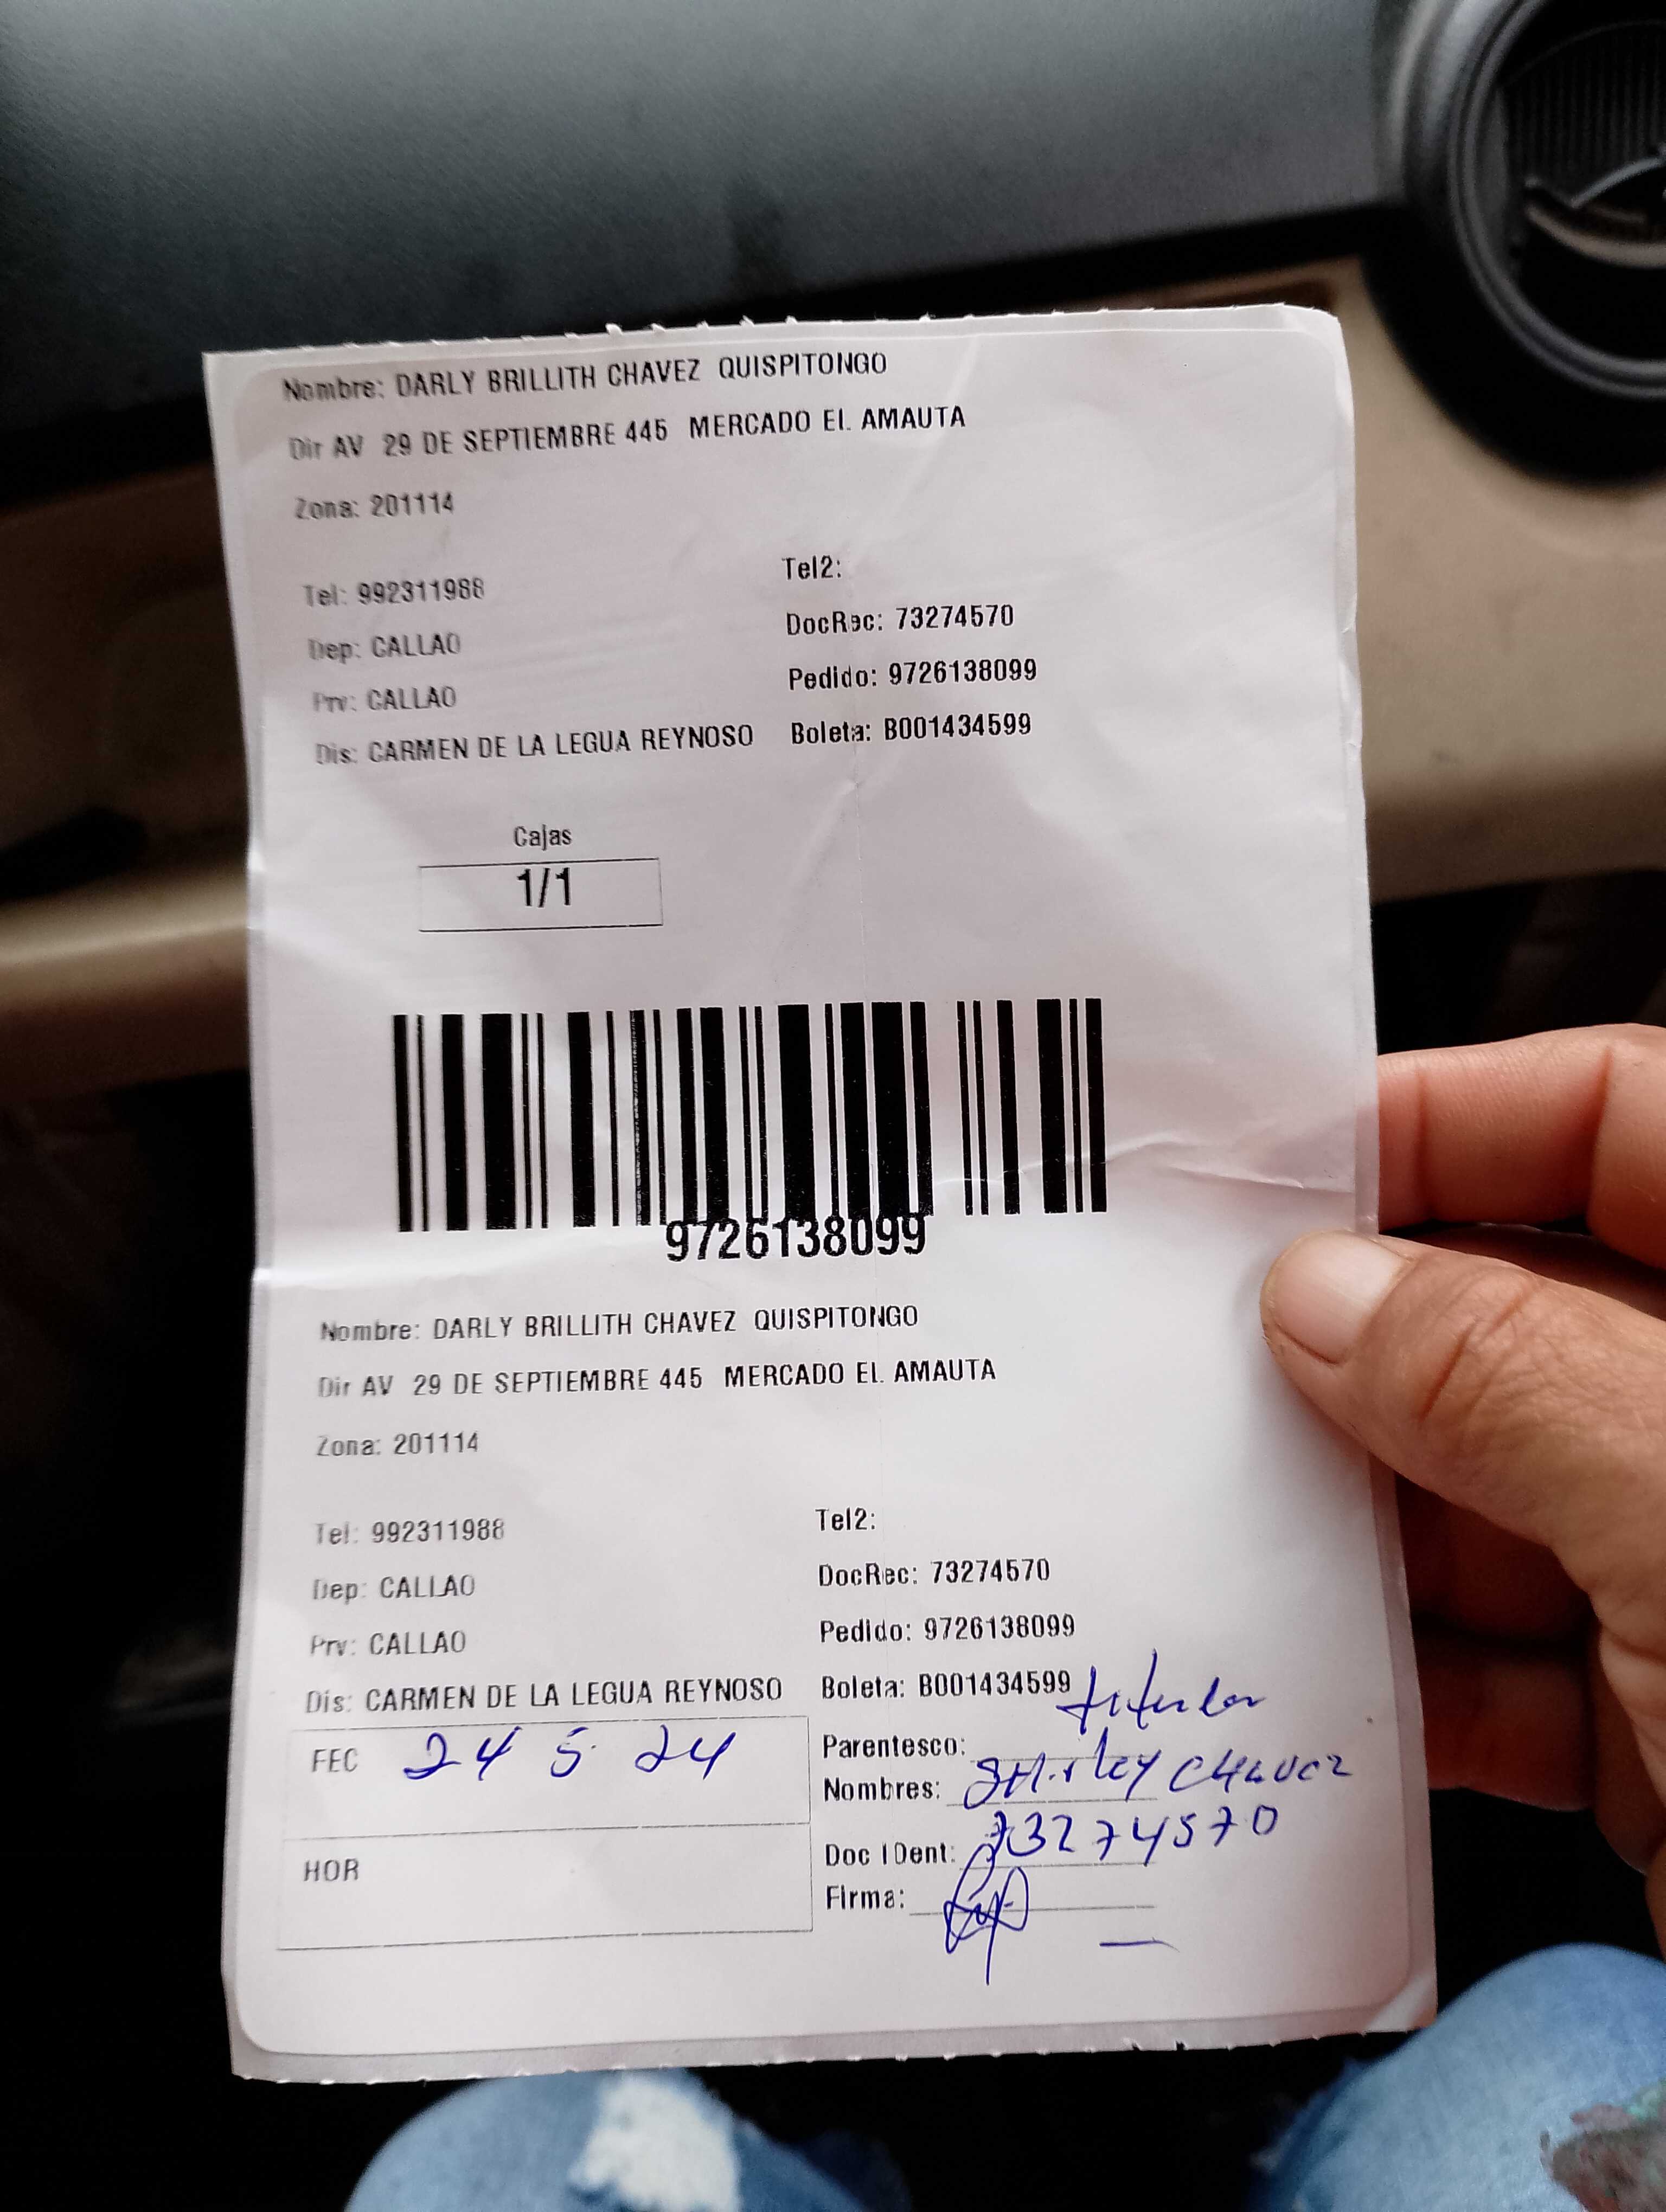 Nombre: DARLY BRILLITH CHAVEZ QUISPITONGO
Dir AV 29 DE SEPTIEMBRE 445 MERCADO EL AMAUTA
Zona: 201114
Tel: 992311988 Tel2:
Dep: CALLAO DocRec: 73274570
Prv: CALLAO Pedido: 9726138099
Dis: CARMEN DE LA LEGUA REYNOSO Boleta: B001434599
Cajas
1/1
9726138099
Nombre: DARLY BRILLITH CHAVEZ QUISPITONGO
Dir AV 29 DE SEPTIEMBRE 445 MERCADO EL AMAUTA
Zona: 201114
Tel: 992311988 Tel2:
Dep: CALLAO DocRec: 73274570
Prv: CALLAO Pedido: 9726138099
Dis: CARMEN DE LA LEGUA REYNOSO Boleta: B001434599
FEC 24 5 24 Parentesco: titular
Nombres: SHirley CHAVEZ
HOR Doc IDent: 73274570
Firma: